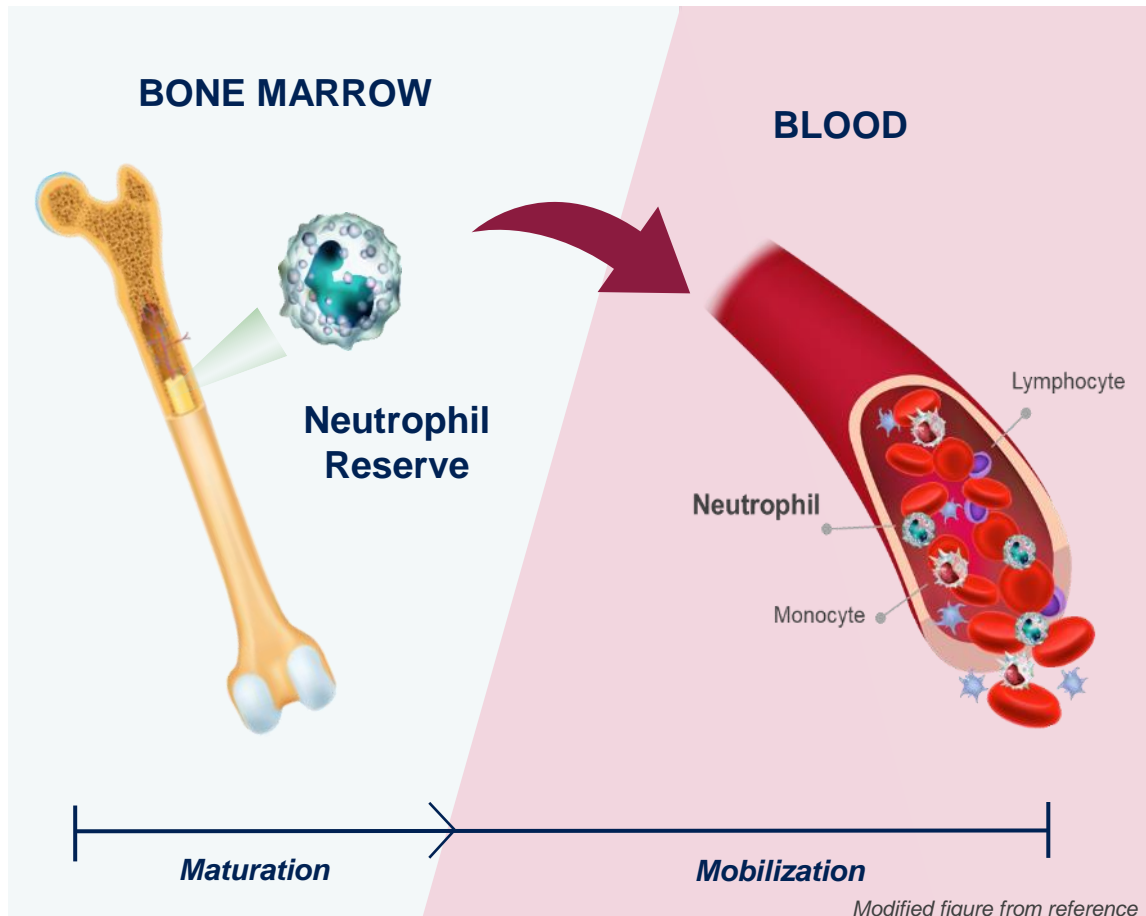 BONE MARROW
BLOOD
Neutrophil
Reserve
Lymphocyte
Neutrophil
Monocyte
Maturation
Mobilization
Modified figure from reference